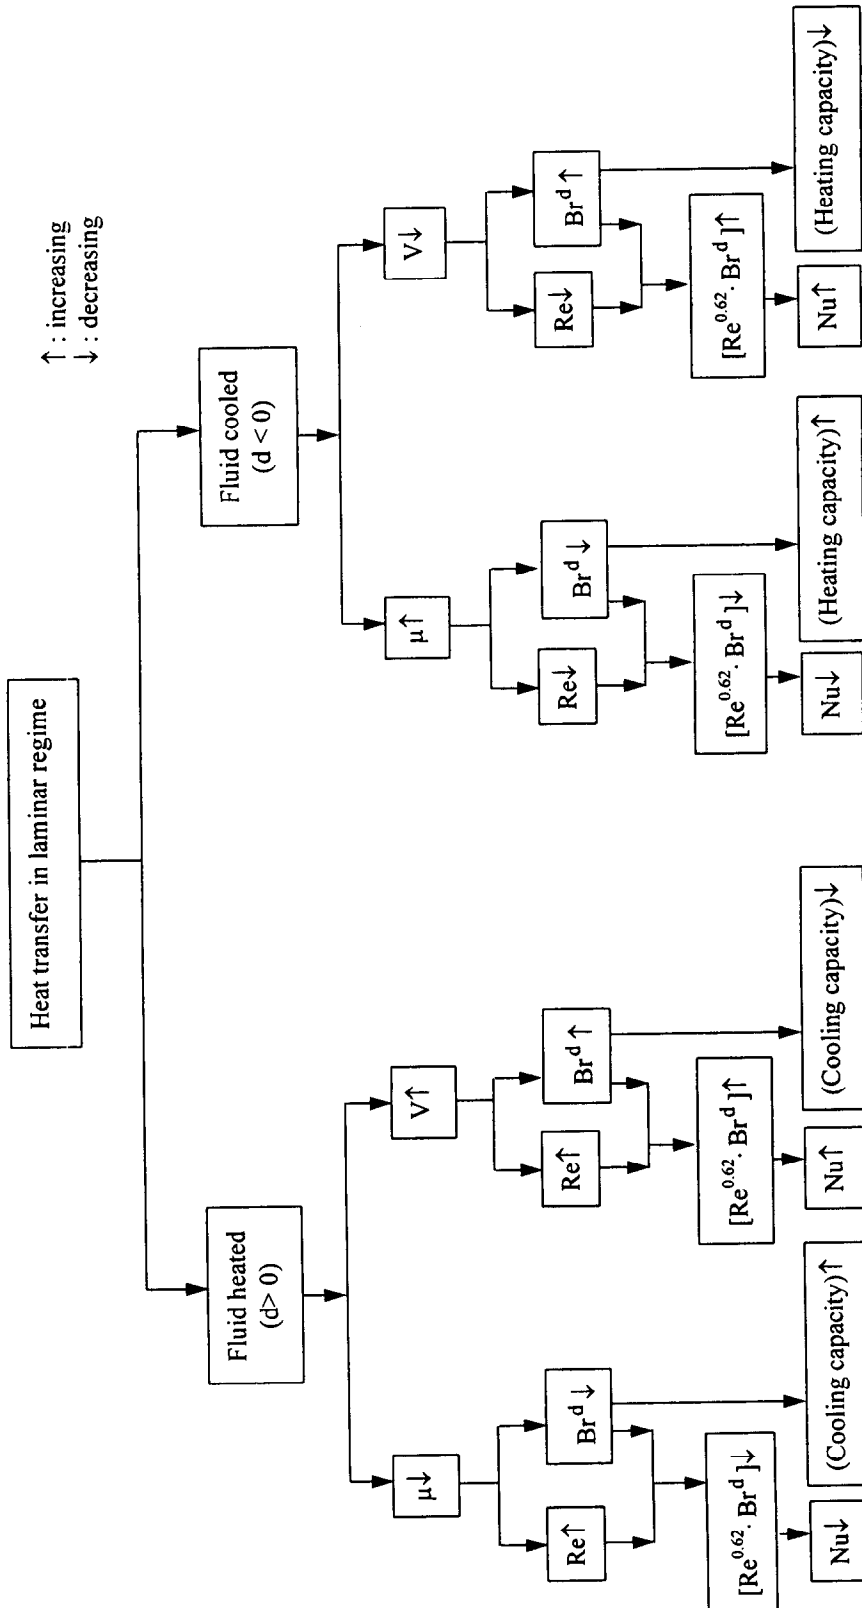 ↑ : increasing
↓ : decreasing
Heat transfer in laminar regime
Fluid heated
(d> 0)
Fluid cooled
(d < 0)
μ↓
V↑
μ↑
V↓
Re↑
Br^d ↓
Re↑
Br^d ↑
Re↓
Br^d ↓
Re↓
Br^d ↑
[Re^0.62. Br^d ]↓
[Re^0.62. Br^d ]↑
[Re^0.62. Br^d ]↓
[Re^0.62. Br^d ]↑
Nu↓
(Cooling capacity)↑
Nu↑
(Cooling capacity)↓
Nu↓
(Heating capacity)↑
Nu↑
(Heating capacity)↓